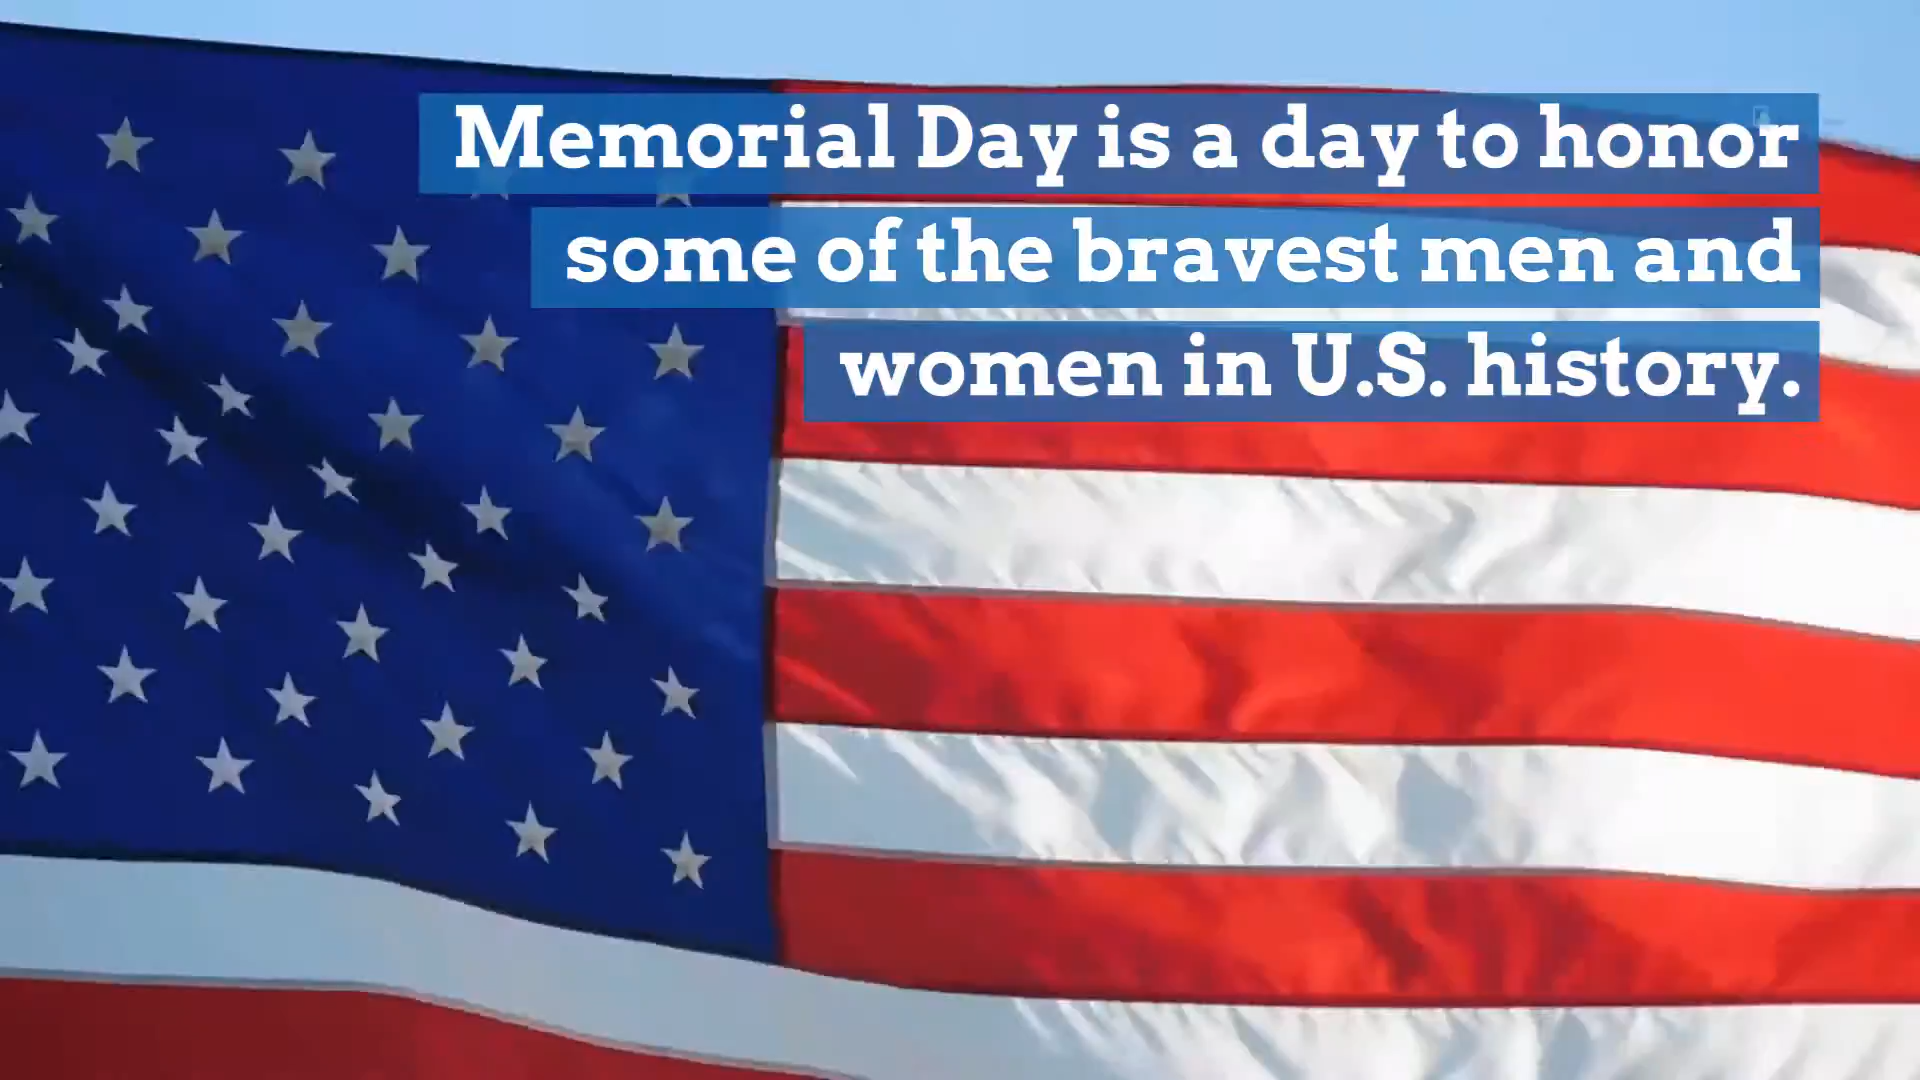 Memorial Day is a day to honor
some of the bravest men and
women in U.S. history.